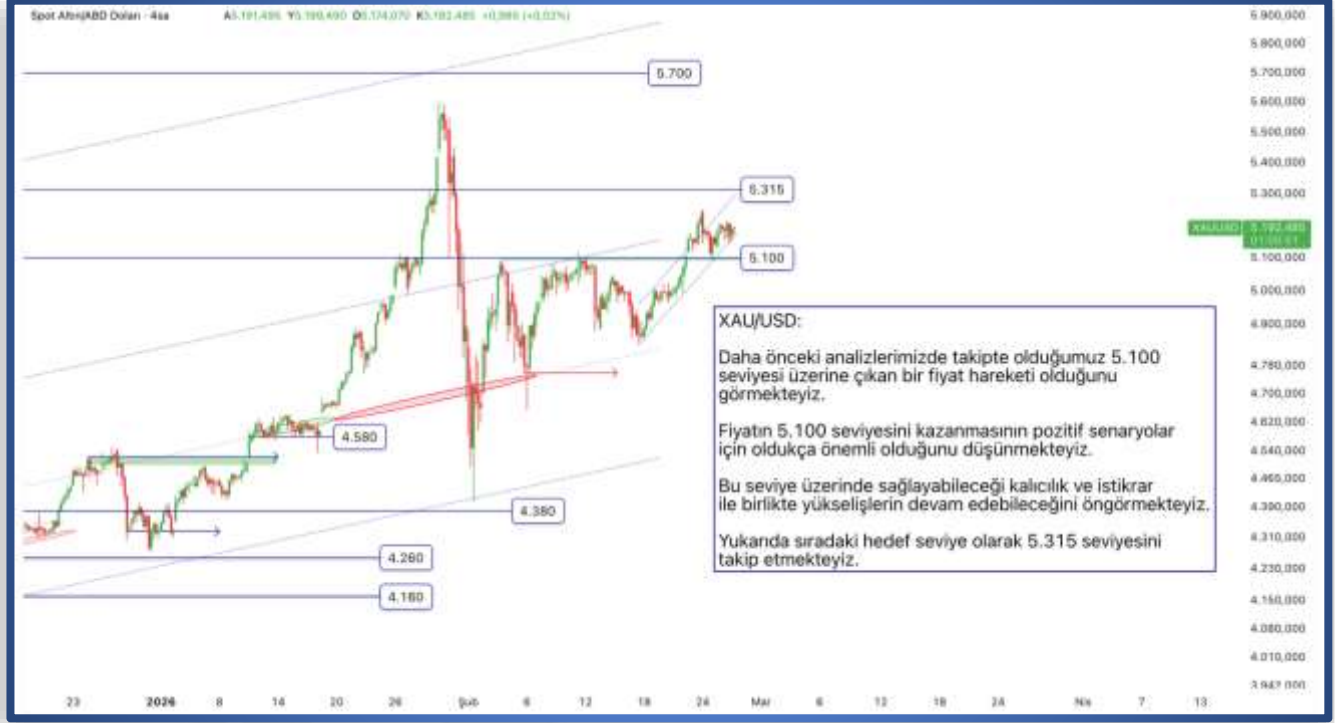 Spot Altın/ABD Doları · 4sa
5.900,000
5.800,000
5.700,000
5.700
5.600,000
5.500,000
5.400,000
5.315
5.300,000
XAUUSD 5.192,485
5.100
5.100,000
5.000,000
4.900,000
XAU/USD:
Daha önceki analizlerimizde takipte olduğumuz 5.100
seviyesi üzerine çıkan bir fiyat hareketi olduğunu
görmekteyiz.
Fiyatın 5.100 seviyesini kazanmasının pozitif senaryolar
için oldukça önemli olduğunu düşünmekteyiz.
Bu seviye üzerinde sağlayabileceği kalıcılık ve istikrar
ile birlikte yükselişlerin devam edebileceğini öngörmekteyiz.
Yukarıda sıradaki hedef seviye olarak 5.315 seviyesini
takip etmekteyiz.
4.780,000
4.700,000
4.620,000
4.580
4.540,000
4.465,000
4.390,000
4.380
4.310,000
4.260
4.230,000
4.160
4.150,000
4.080,000
4.010,000
3.942,000
23 2026 8 14 20 26 Şub 6 12 18 24 Mar 6 12 18 24 Nis 7 13